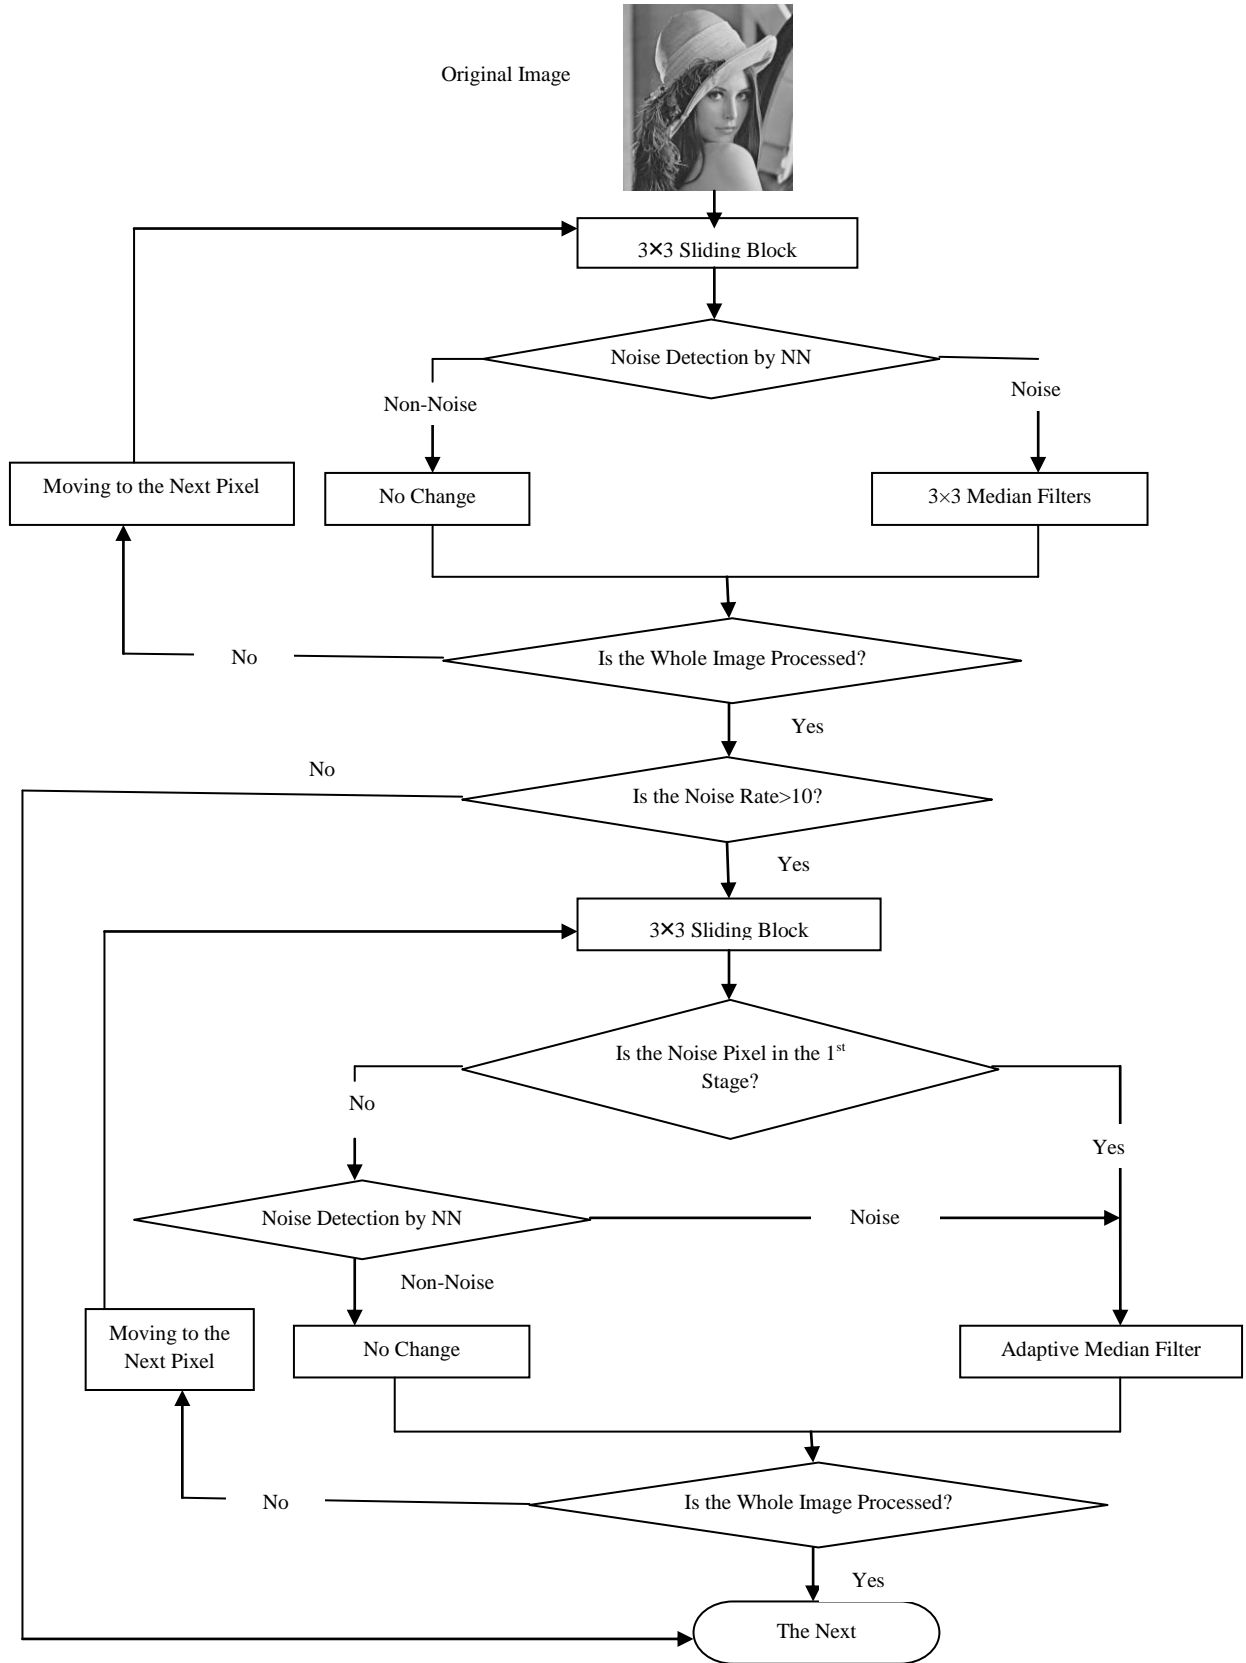 Original Image
3×3 Sliding Block
Noise Detection by NN
Non-Noise
Noise
Moving to the Next Pixel
No Change
3×3 Median Filters
No
Is the Whole Image Processed?
Yes
No
Is the Noise Rate>10?
Yes
3×3 Sliding Block
Is the Noise Pixel in the 1st
Stage?
No
Yes
Noise Detection by NN
Noise
Non-Noise
Moving to the
Next Pixel
No Change
Adaptive Median Filter
No
Is the Whole Image Processed?
Yes
The Next